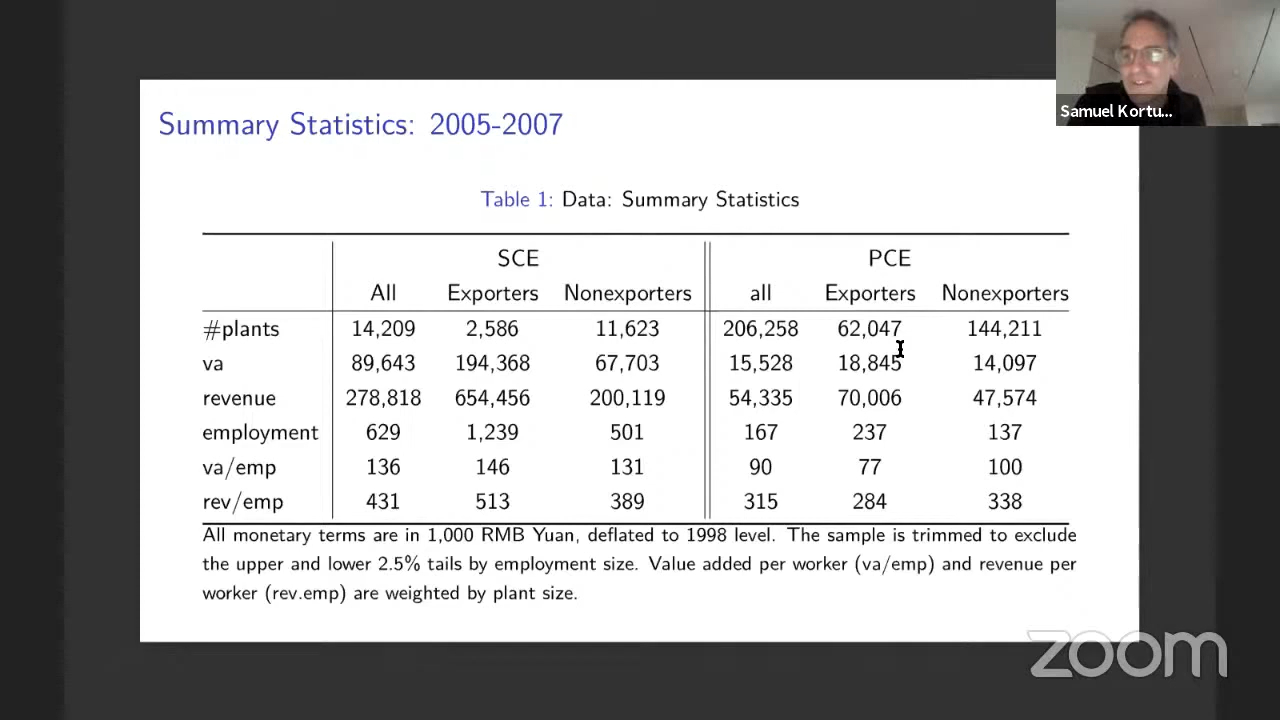 Samuel Kortu...
Summary Statistics: 2005-2007
Table 1: Data: Summary Statistics
SCE PCE
All Exporters Nonexporters all Exporters Nonexporters
#plants 14,209 2,586 11,623 206,258 62,047 144,211
va 89,643 194,368 67,703 15,528 18,845 14,097
revenue 278,818 654,456 200,119 54,335 70,006 47,574
employment 629 1,239 501 167 237 137
va/emp 136 146 131 90 77 100
rev/emp 431 513 389 315 284 338
All monetary terms are in 1,000 RMB Yuan, deflated to 1998 level. The sample is trimmed to exclude
the upper and lower 2.5% tails by employment size. Value added per worker (va/emp) and revenue per
worker (rev.emp) are weighted by plant size.
zoom